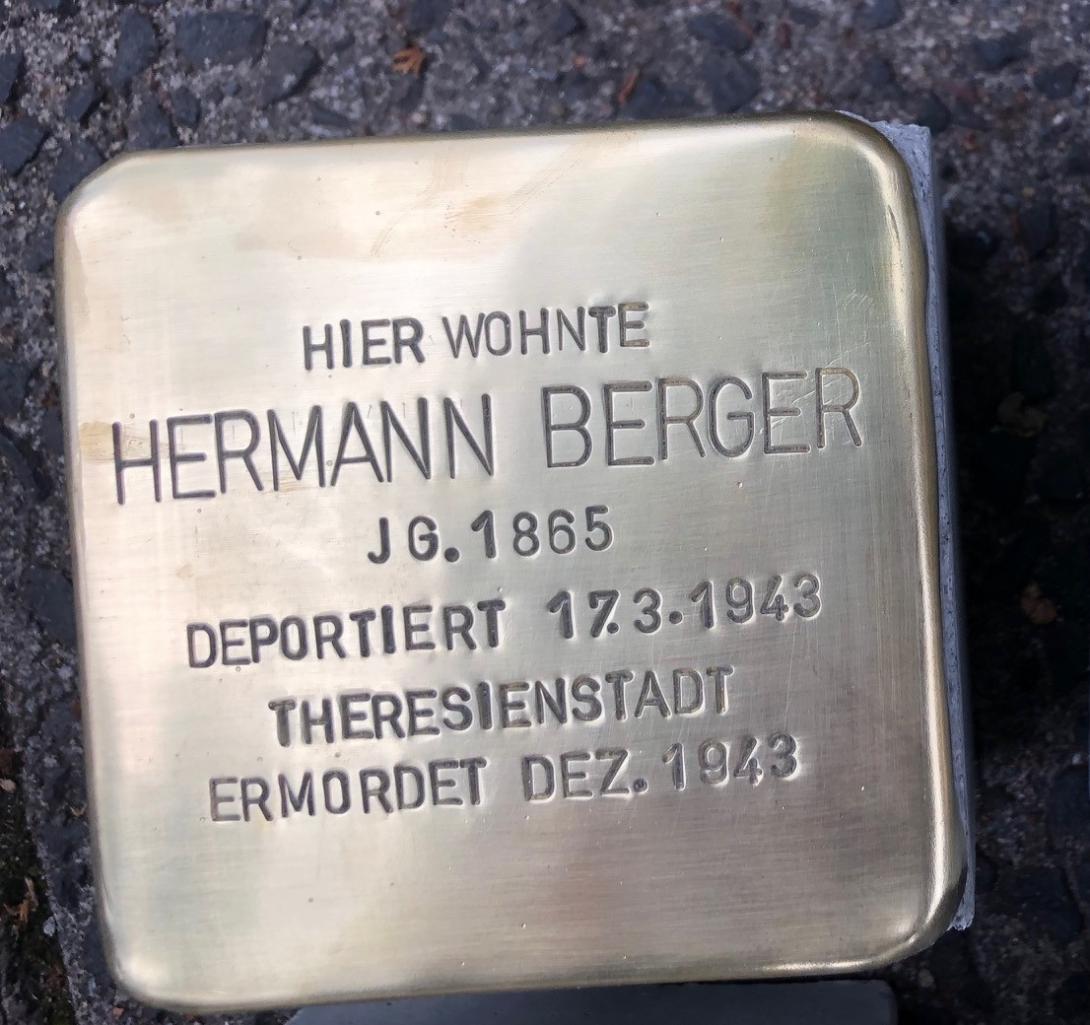 HIER WOHNTE
HERMANN BERGER
JG. 1865
DEPORTIERT 17.3.1943
THERESIENSTADT
ERMORDET DEZ. 1943